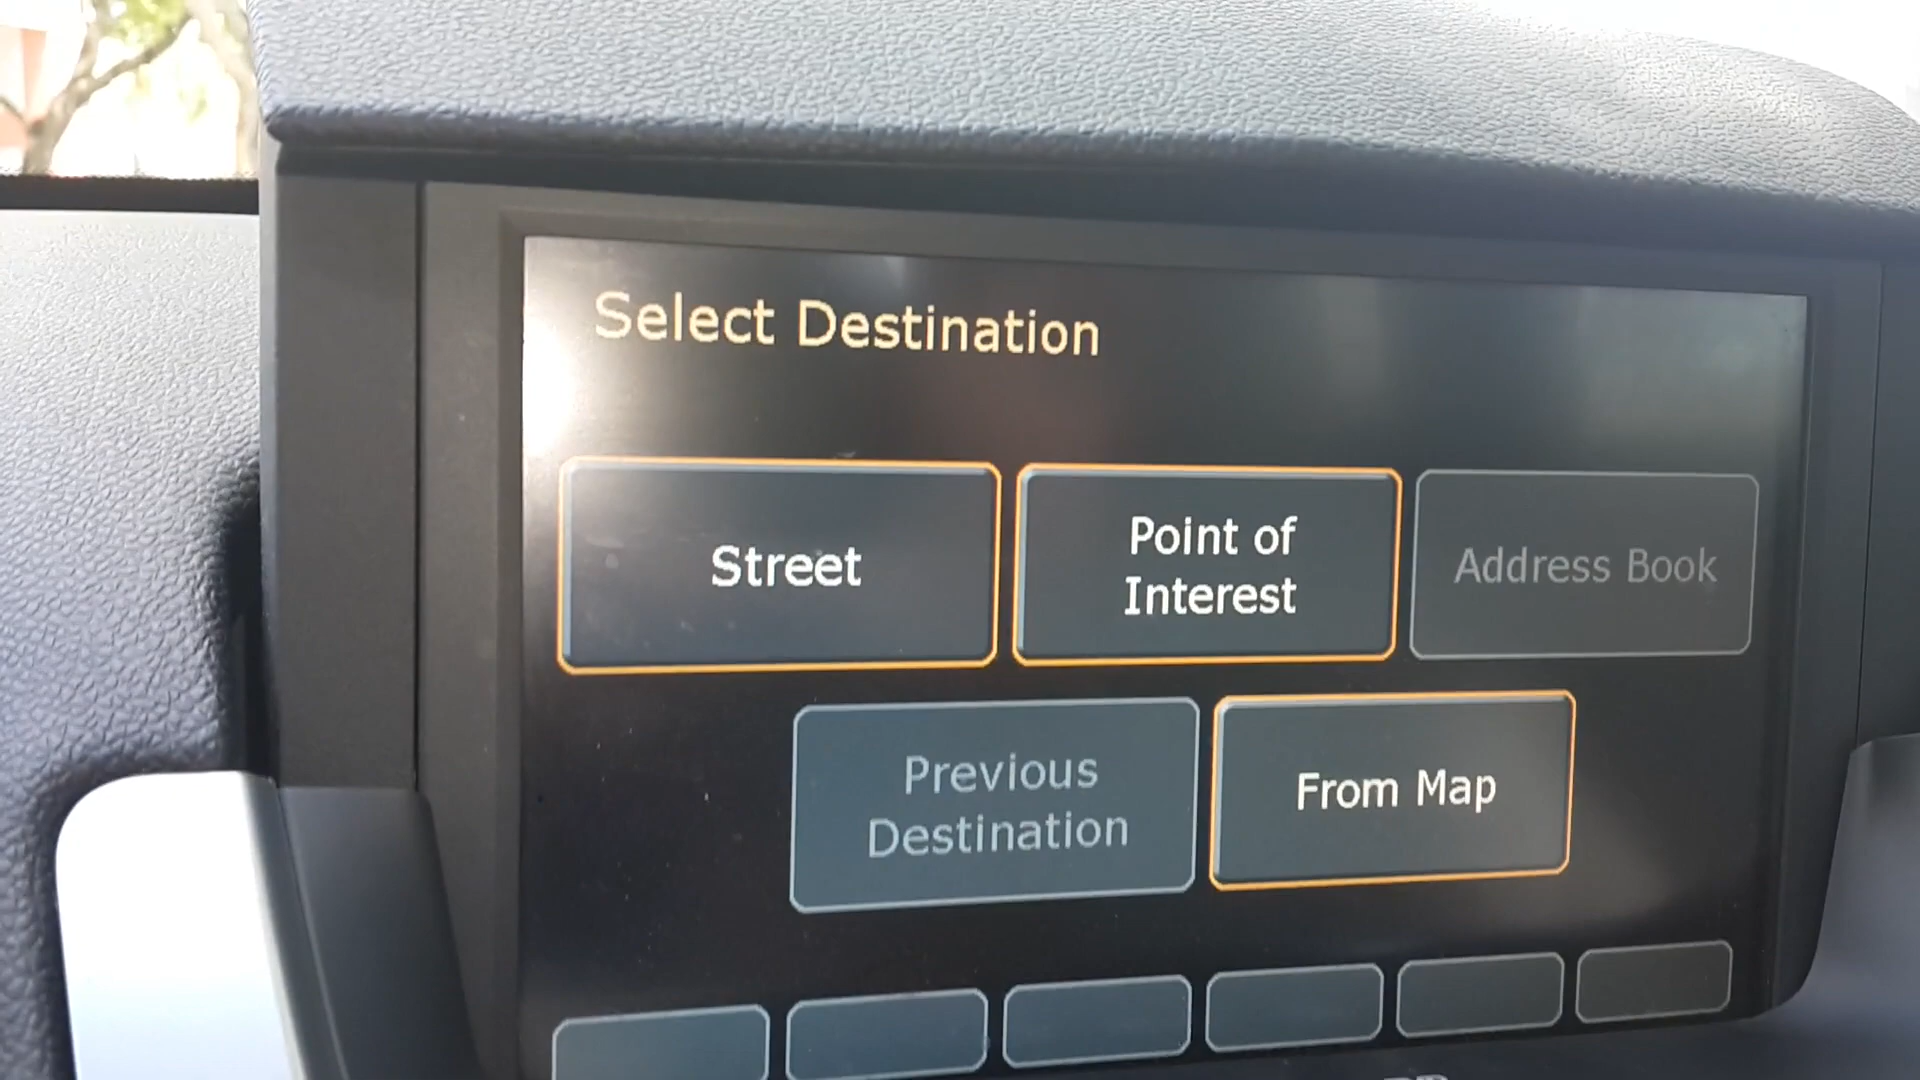 Select Destination
Street
Point of
Interest
Address Book
Previous
Destination
From Map